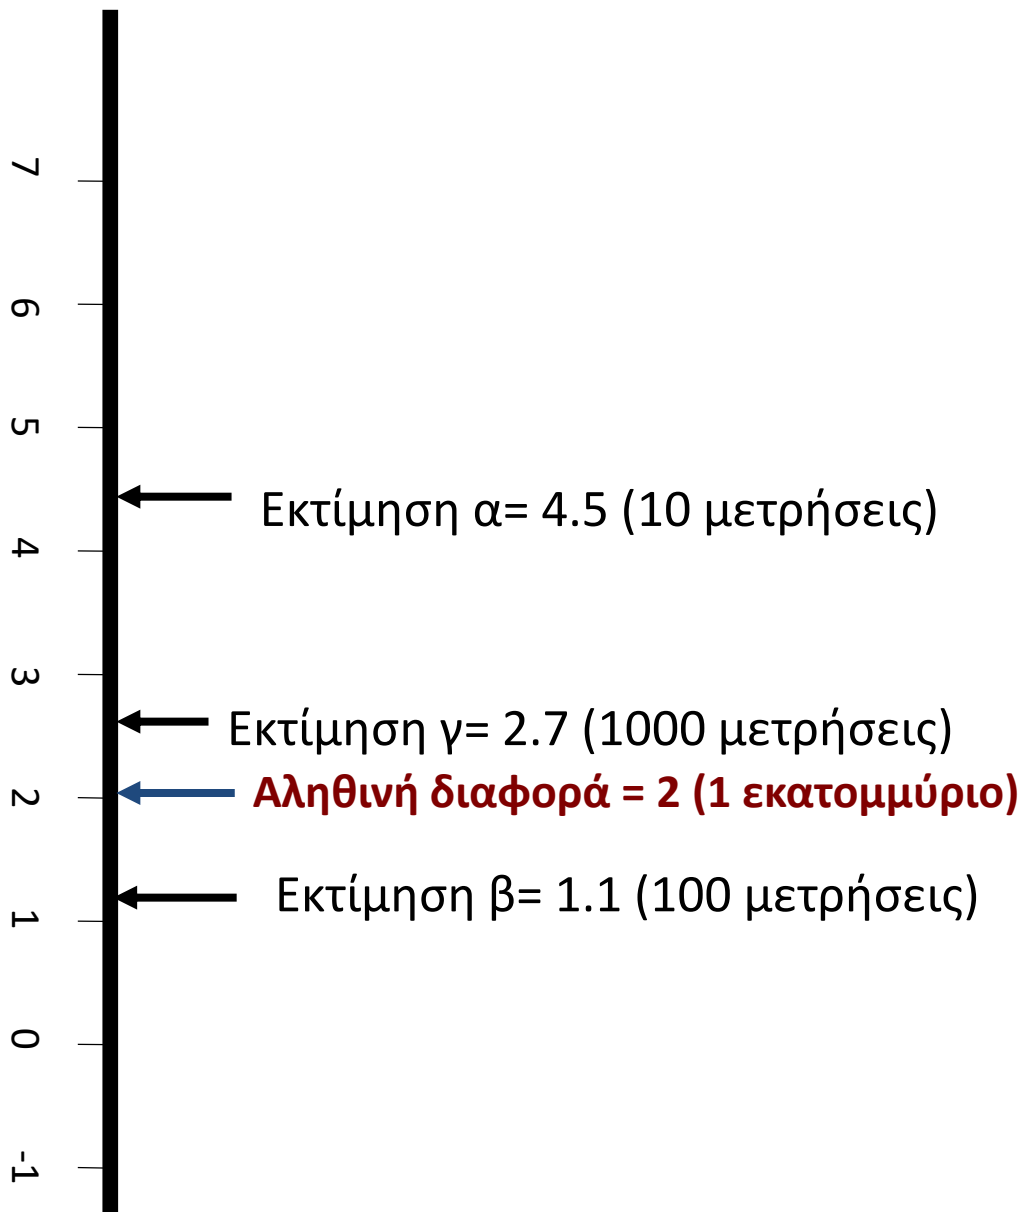 7
6
5
Εκτίμηση α= 4.5 (10 μετρήσεις)
4
3
Εκτίμηση γ= 2.7 (1000 μετρήσεις)
Αληθινή διαφορά = 2 (1 εκατομμύριο)
2
Εκτίμηση β= 1.1 (100 μετρήσεις)
1
0
-1